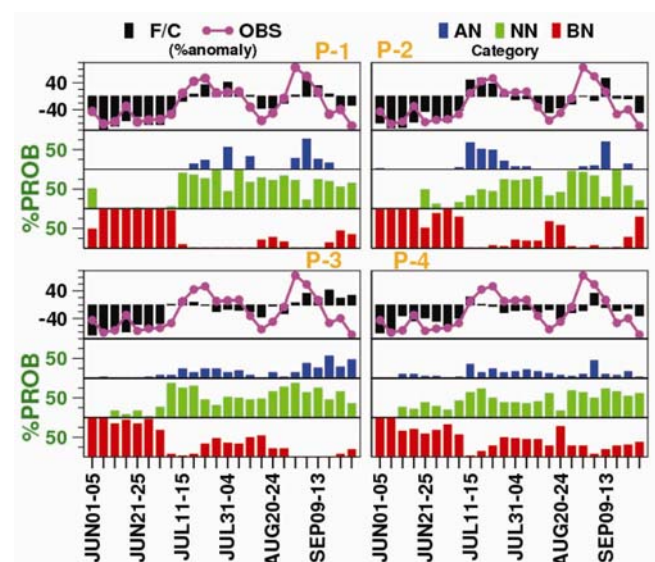 F/C OBS AN NN BN
(%anomaly) P-1 P-2 Category
40
-40
50
50
50
%PROB
P-3 P-4
40
-40
50
50
50
%PROB
JUN01-05 JUN21-25 JUL11-15 JUL31-04 AUG20-24 SEP09-13 JUN01-05 JUN21-25 JUL11-15 JUL31-04 AUG20-24 SEP09-13